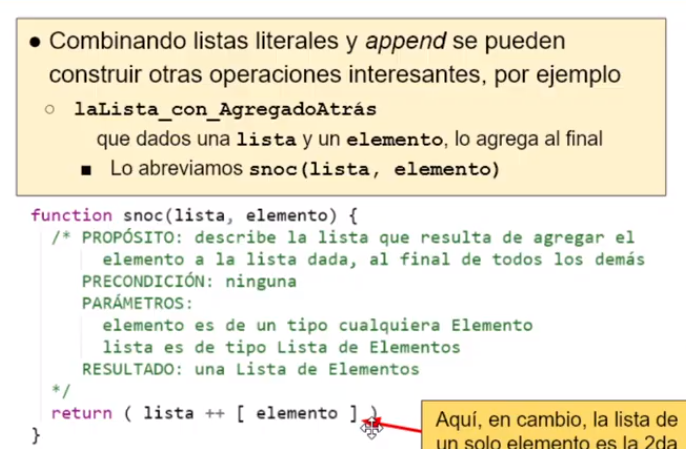 ● Combinando listas literales y append se pueden
construir otras operaciones interesantes, por ejemplo
○ laLista_con_AgregadoAtrás
que dados una lista y un elemento, lo agrega al final
■ Lo abreviamos snoc(lista, elemento)
function snoc(lista, elemento) {
/* PROPÓSITO: describe la lista que resulta de agregar el
elemento a la lista dada, al final de todos los demás
PRECONDICIÓN: ninguna
PARÁMETROS:
elemento es de un tipo cualquiera Elemento
lista es de tipo Lista de Elementos
RESULTADO: una Lista de Elementos
*/
return ( lista ++ [ elemento ] )
}
Aquí, en cambio, la lista de
un solo elemento es la 2da